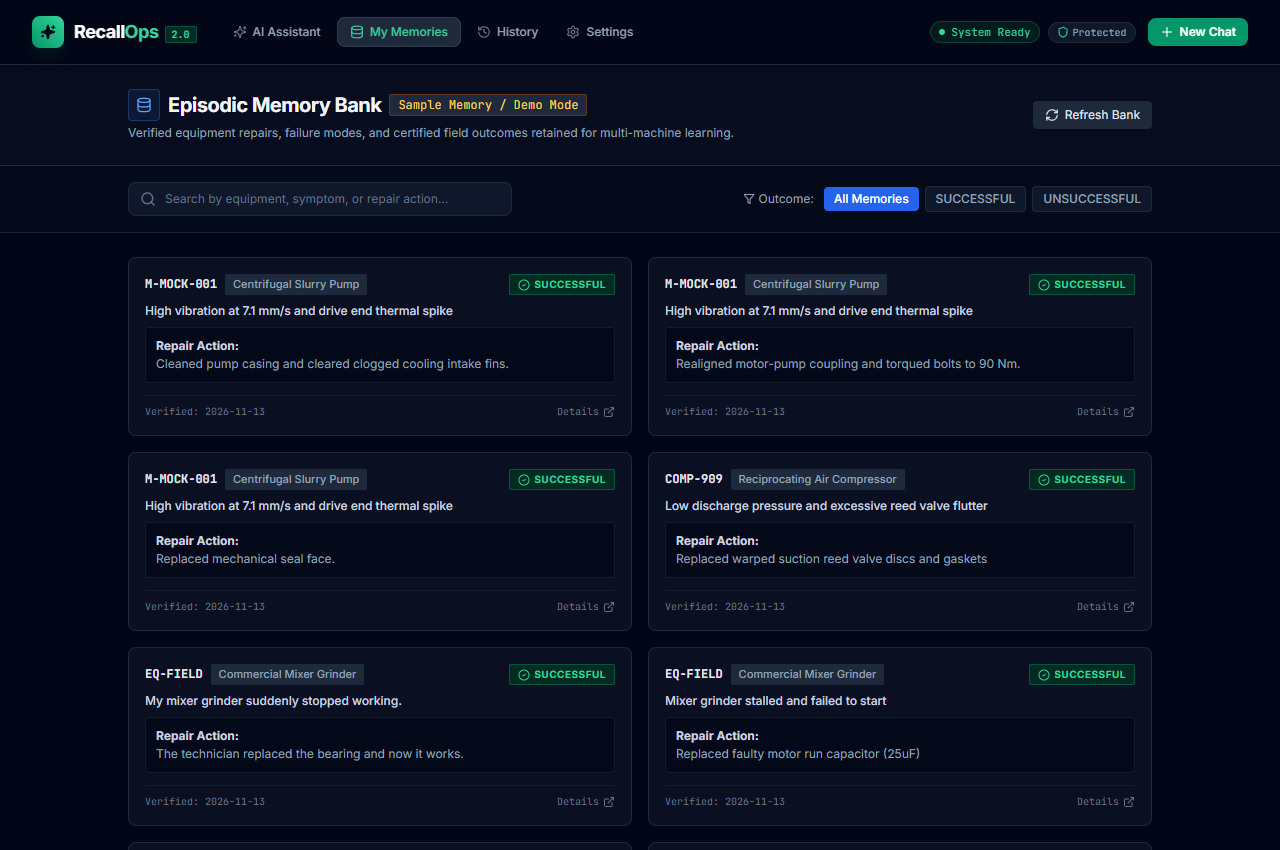 RecallOps 2.0
AI Assistant
My Memories
History
Settings
System Ready
Protected
New Chat
Episodic Memory Bank
Sample Memory / Demo Mode
Verified equipment repairs, failure modes, and certified field outcomes retained for multi-machine learning.
Refresh Bank
Search by equipment, symptom, or repair action...
Outcome:
All Memories
SUCCESSFUL
UNSUCCESSFUL
M-MOCK-001 Centrifugal Slurry Pump SUCCESSFUL
High vibration at 7.1 mm/s and drive end thermal spike
Repair Action:
Cleaned pump casing and cleared clogged cooling intake fins.
Verified: 2026-11-13 Details
M-MOCK-001 Centrifugal Slurry Pump SUCCESSFUL
High vibration at 7.1 mm/s and drive end thermal spike
Repair Action:
Realigned motor-pump coupling and torqued bolts to 90 Nm.
Verified: 2026-11-13 Details
M-MOCK-001 Centrifugal Slurry Pump SUCCESSFUL
High vibration at 7.1 mm/s and drive end thermal spike
Repair Action:
Replaced mechanical seal face.
Verified: 2026-11-13 Details
COMP-909 Reciprocating Air Compressor SUCCESSFUL
Low discharge pressure and excessive reed valve flutter
Repair Action:
Replaced warped suction reed valve discs and gaskets
Verified: 2026-11-13 Details
EQ-FIELD Commercial Mixer Grinder SUCCESSFUL
My mixer grinder suddenly stopped working.
Repair Action:
The technician replaced the bearing and now it works.
Verified: 2026-11-13 Details
EQ-FIELD Commercial Mixer Grinder SUCCESSFUL
Mixer grinder stalled and failed to start
Repair Action:
Replaced faulty motor run capacitor (25uF)
Verified: 2026-11-13 Details